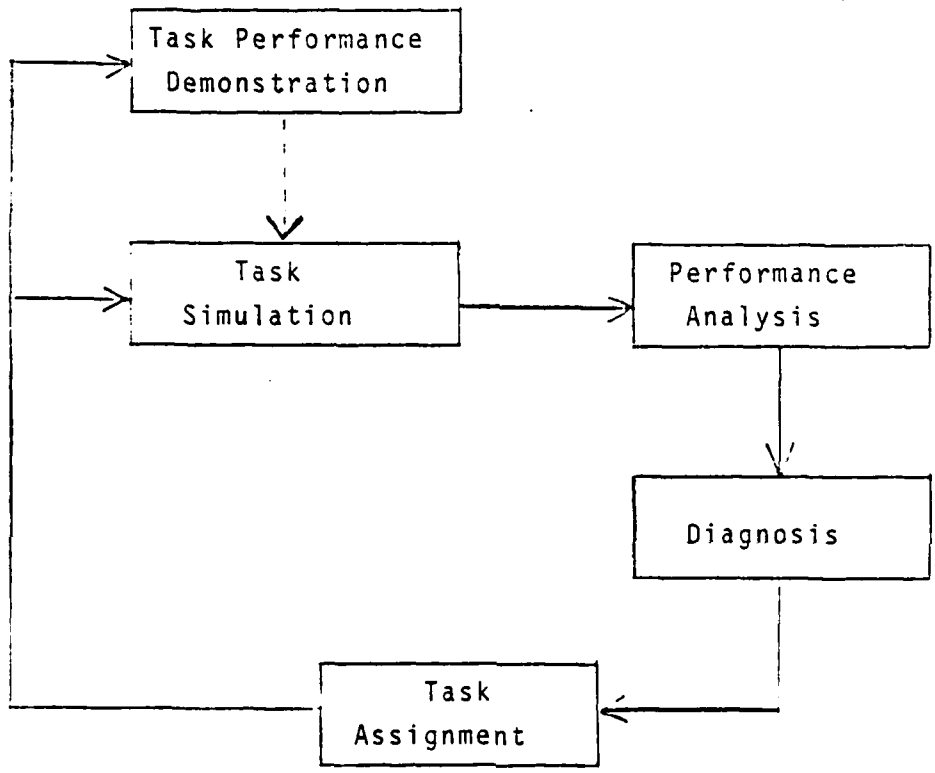 Task Performance
Demonstration
Task
Simulation
Performance
Analysis
Diagnosis
Task
Assignment